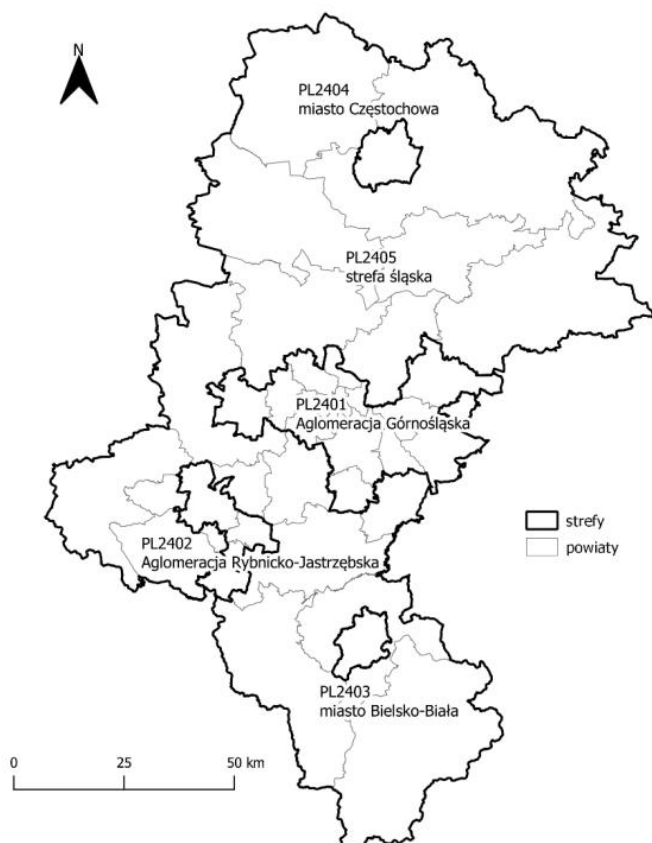 N
PL2404
miasto Częstochowa
PL2405
strefa śląska
PL2401
Aglomeracja Górnośląska
strefy
powiaty
PL2402
Aglomeracja Rybnicko-Jastrzębska
PL2403
miasto Bielsko-Biała
0 25 50 km